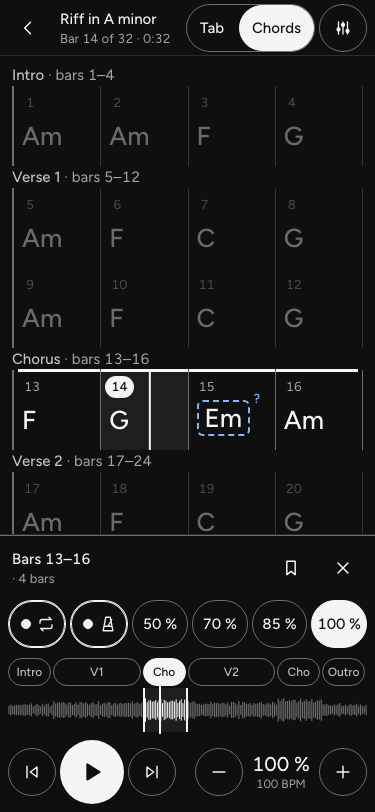 Riff in A minor
Bar 14 of 32 · 0:32
Tab Chords
Intro · bars 1–4
1 2 3 4
Am Am F G
Verse 1 · bars 5–12
5 6 7 8
Am F C G
9 10 11 12
Am F C G
Chorus · bars 13–16
13 14 15 ? 16
F G Em Am
Verse 2 · bars 17–24
17 18 19 20
Am F C G
Bars 13–16
· 4 bars
50 % 70 % 85 % 100 %
Intro V1 Cho V2 Cho Outro
100 %
100 BPM